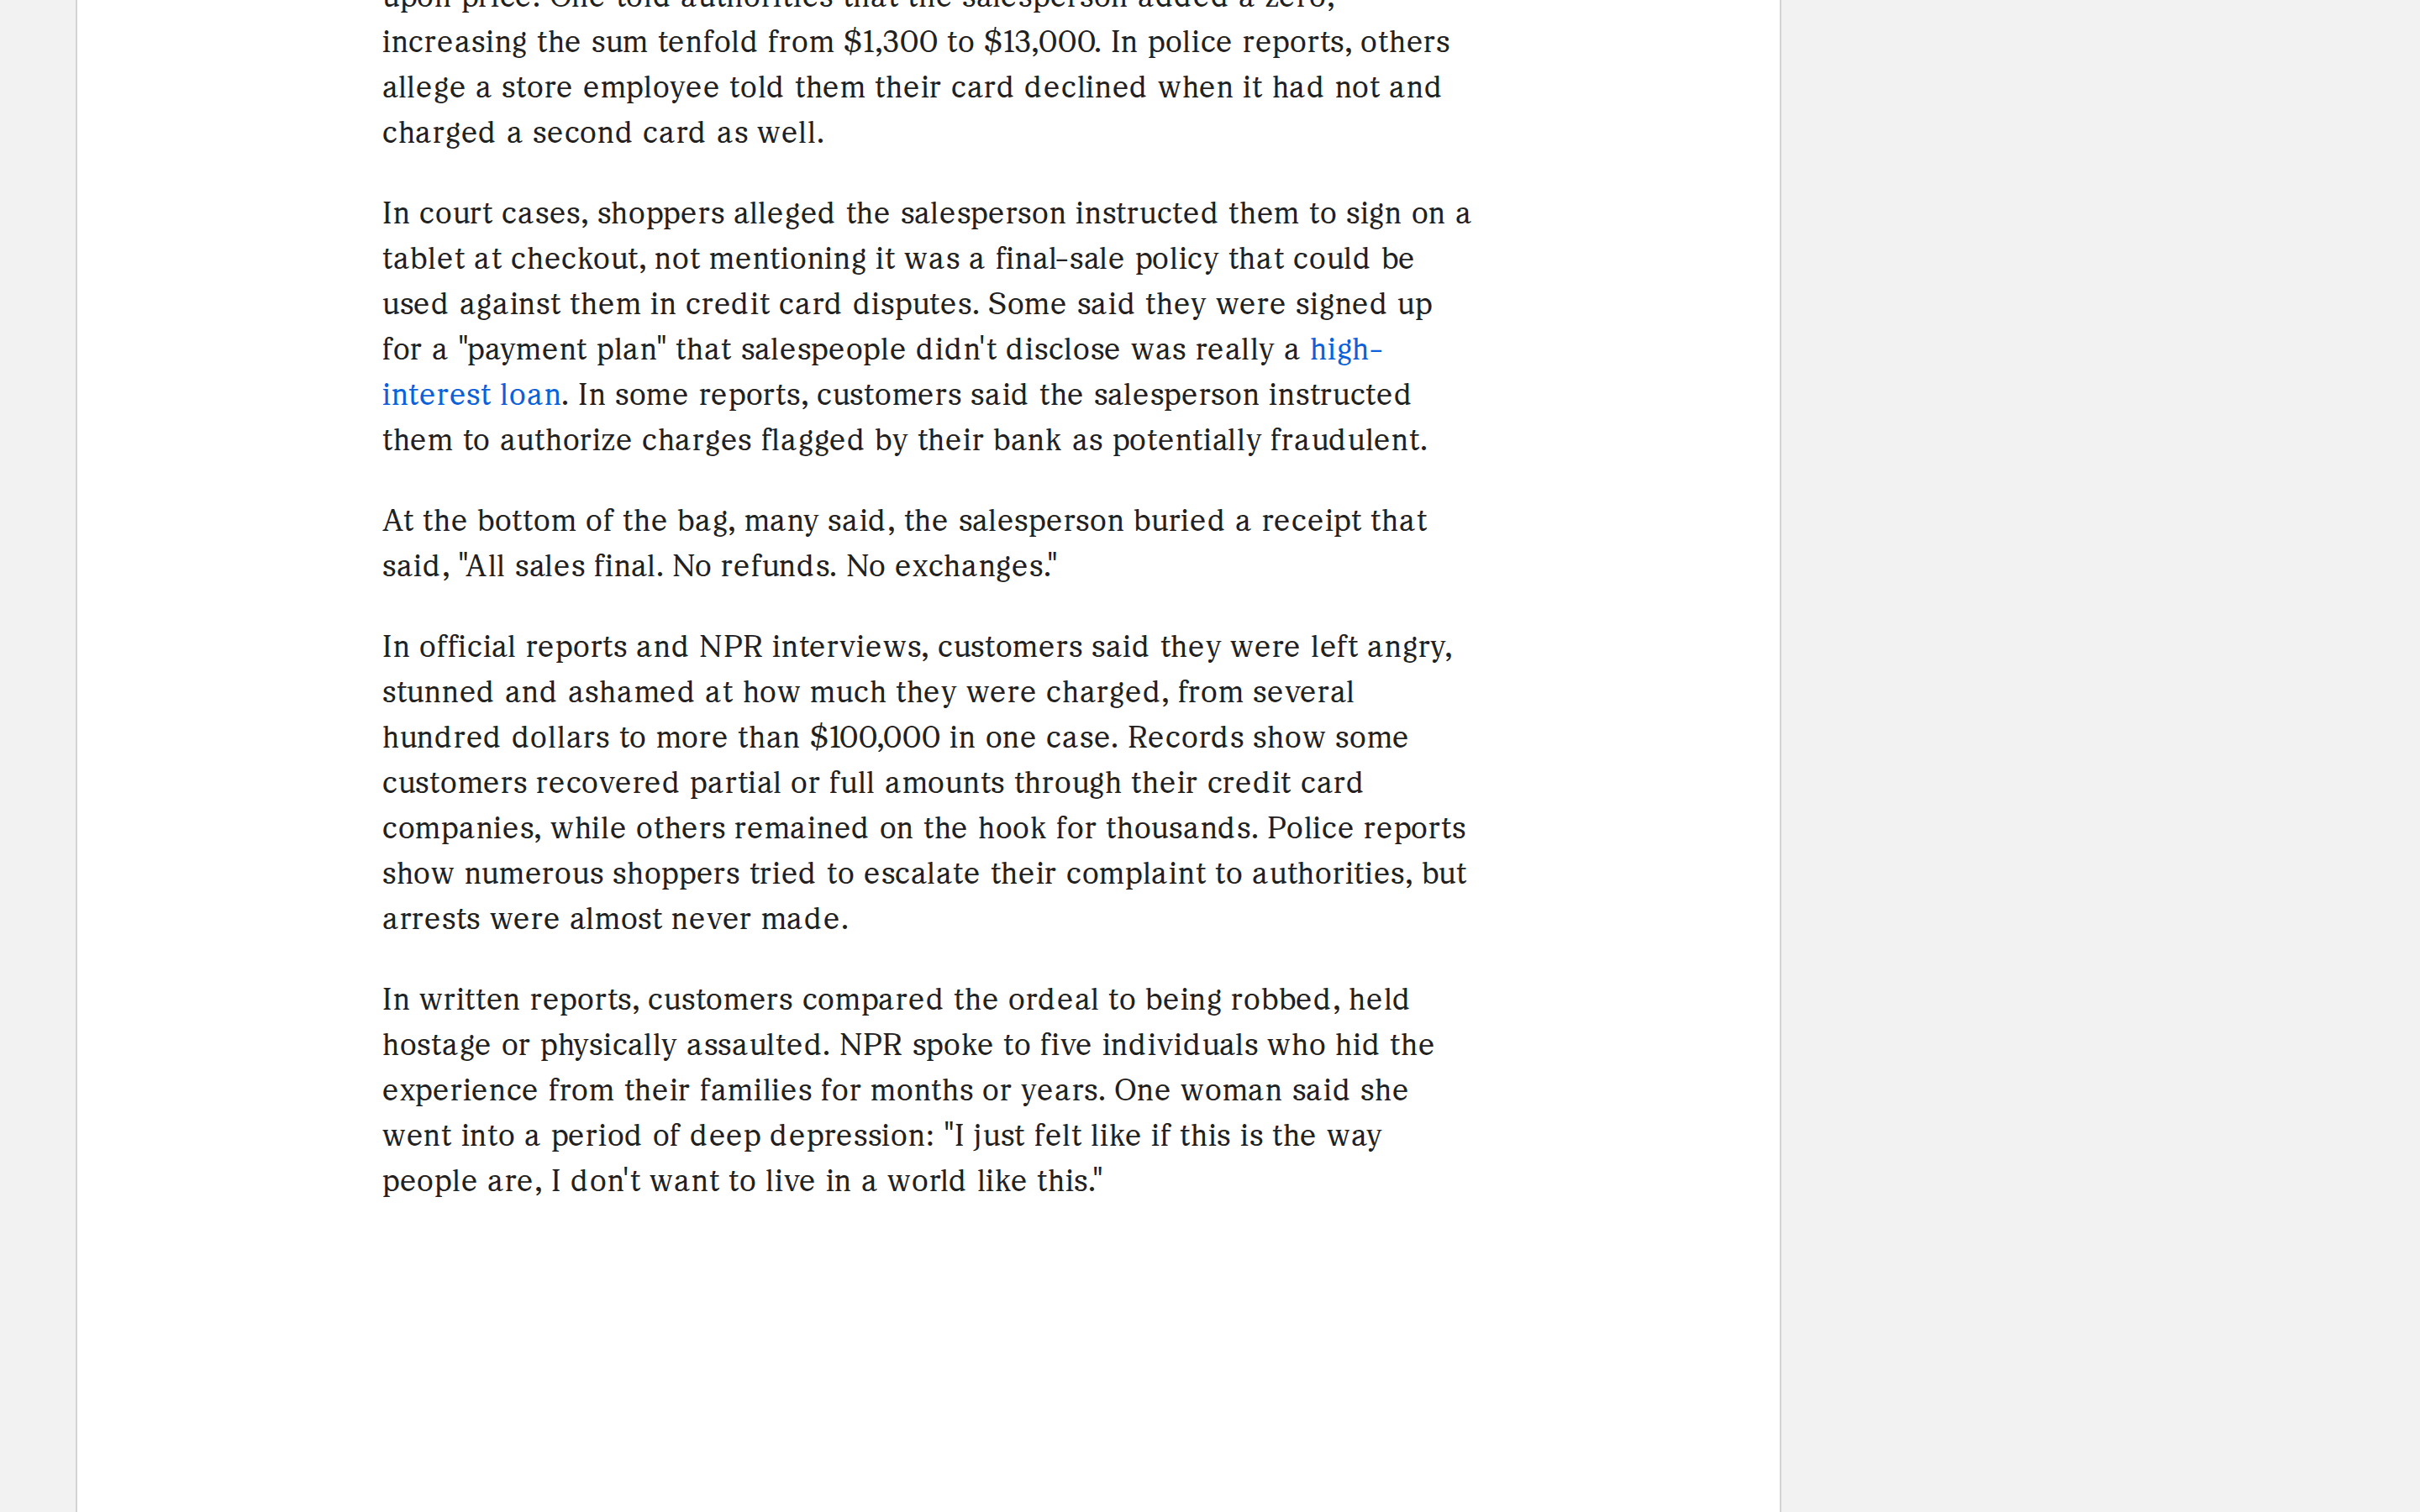 upon price. One told authorities that the salesperson added a zero,
increasing the sum tenfold from $1,300 to $13,000. In police reports, others
allege a store employee told them their card declined when it had not and
charged a second card as well.
In court cases, shoppers alleged the salesperson instructed them to sign on a
tablet at checkout, not mentioning it was a final-sale policy that could be
used against them in credit card disputes. Some said they were signed up
for a "payment plan" that salespeople didn't disclose was really a high-
interest loan. In some reports, customers said the salesperson instructed
them to authorize charges flagged by their bank as potentially fraudulent.
At the bottom of the bag, many said, the salesperson buried a receipt that
said, "All sales final. No refunds. No exchanges."
In official reports and NPR interviews, customers said they were left angry,
stunned and ashamed at how much they were charged, from several
hundred dollars to more than $100,000 in one case. Records show some
customers recovered partial or full amounts through their credit card
companies, while others remained on the hook for thousands. Police reports
show numerous shoppers tried to escalate their complaint to authorities, but
arrests were almost never made.
In written reports, customers compared the ordeal to being robbed, held
hostage or physically assaulted. NPR spoke to five individuals who hid the
experience from their families for months or years. One woman said she
went into a period of deep depression: "I just felt like if this is the way
people are, I don't want to live in a world like this."